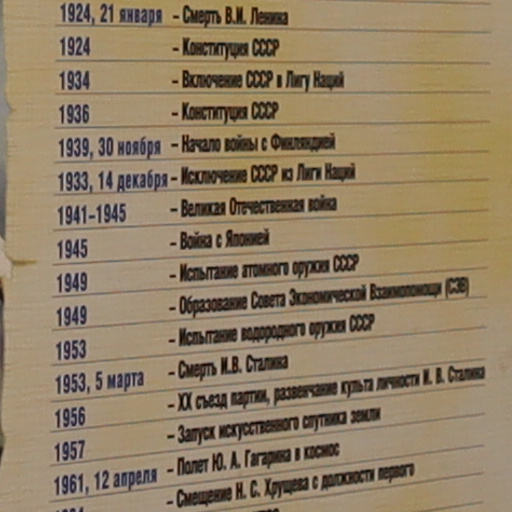 1924, 21 января – Смерть В.И. Ленина
1924 – Конституция СССР
1934 – Включение СССР в Лигу Наций
1936 – Конституция СССР
1939, 30 ноября – Начало войны с Финляндией
1933, 14 декабря – Исключение СССР из Лиги Наций
1941–1945 – Великая Отечественная война
1945 – Война с Японией
1949 – Испытание атомного оружия СССР
1949 – Образование Совета Экономической Взаимопомощи (СЭВ)
1953 – Испытание водородного оружия СССР
1953, 5 марта – Смерть И.В. Сталина
1956 – XX съезд партии, развенчание культа личности И. В. Сталина
1957 – Запуск искусственного спутника земли
1961, 12 апреля – Полет Ю. А. Гагарина в космос
– Смещение Н. С. Хрущева с должности первого